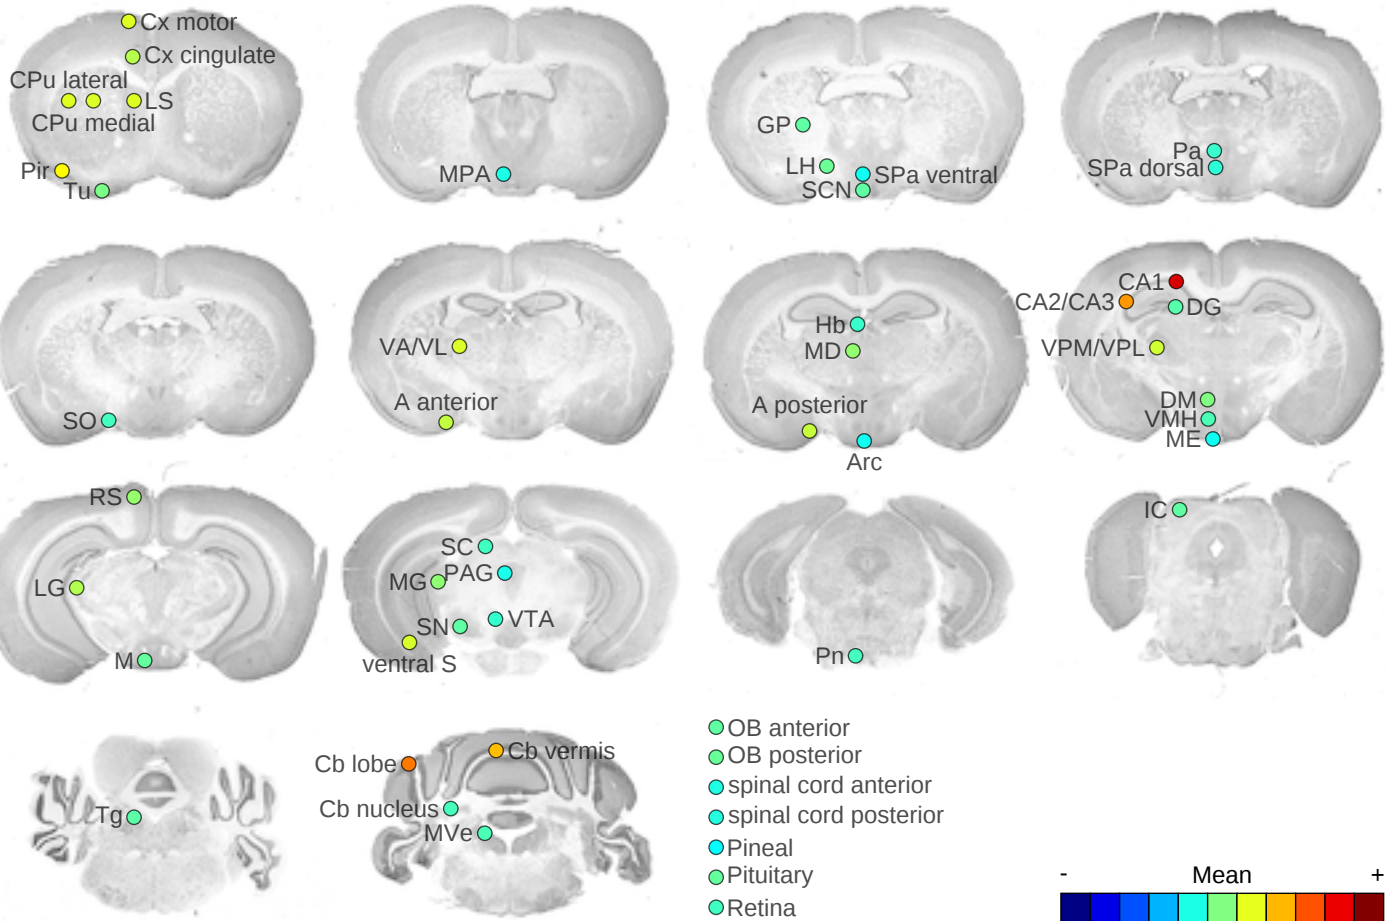 Cx motor
Cx cingulate
CPu lateral
LS
CPu medial
Pir
Tu
MPA
GP
LH
SPa ventral
SCN
Pa
SPa dorsal
SO
VA/VL
A anterior
Hb
MD
A posterior
Arc
CA1
CA2/CA3
DG
VPM/VPL
DM
VMH
ME
RS
LG
M
SC
MG
PAG
SN
VTA
ventral S
Pn
IC
Tg
Cb lobe
Cb vermis
Cb nucleus
MVe
OB anterior
OB posterior
spinal cord anterior
spinal cord posterior
Pineal
Pituitary
Retina
- Mean +